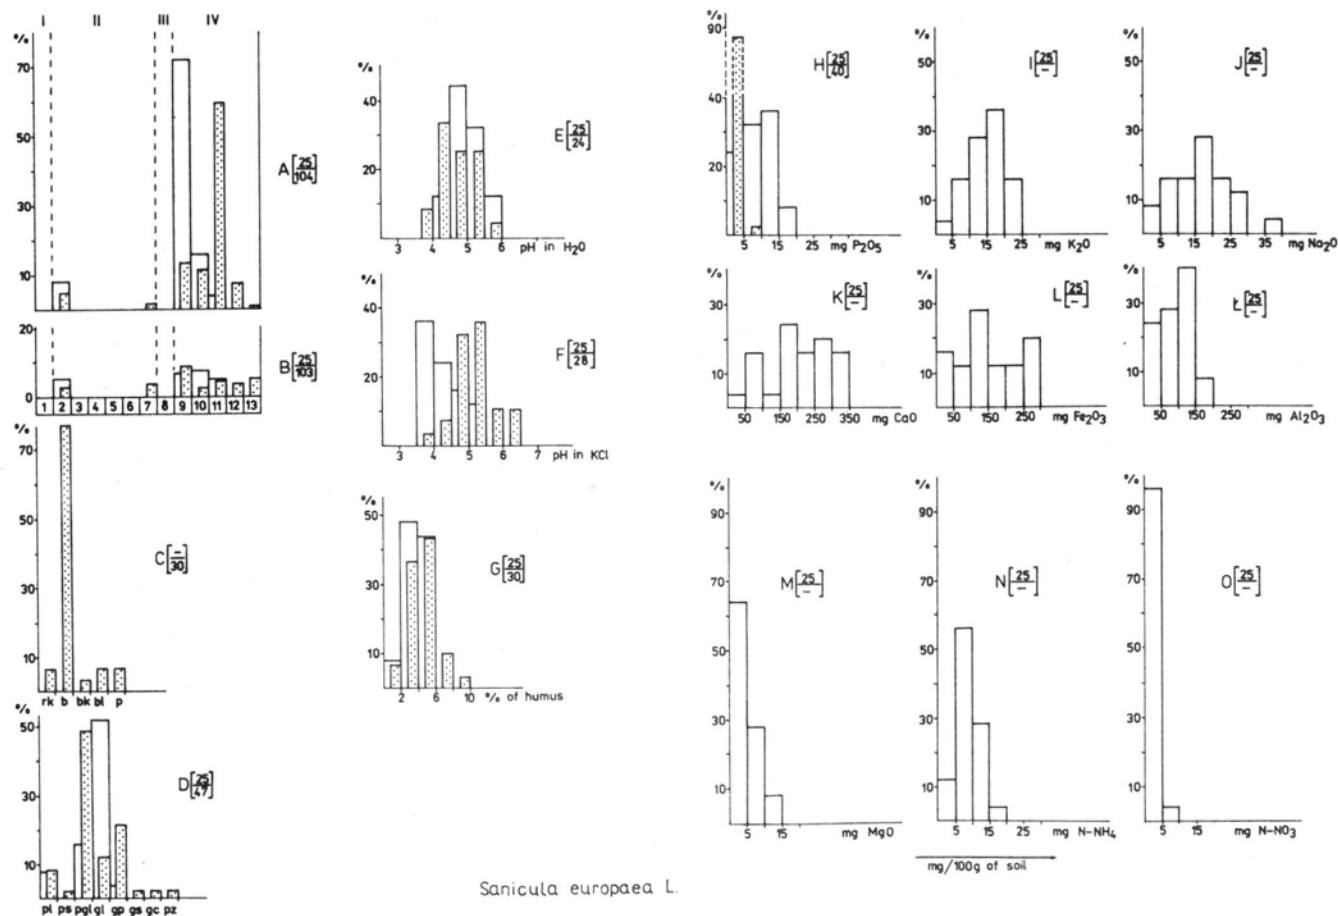 I II III IV
%
70
50
30
10
A[25/104]
20
10
0
B[25/103]
1 2 3 4 5 6 7 8 9 10 11 12 13
%
70
50
30
10
C[–/30]
rk b bk bl p
%
50
30
10
D[25/47]
pl ps pgl gl gp gs gc pz
%
40
20
E[25/24]
3 4 5 6 pH in H₂O
%
40
20
F[25/28]
3 4 5 6 7 pH in KCl
%
50
30
10
G[25/30]
2 6 10 % of humus
%
90
40
20
H[25/40]
5 15 25 mg P₂O₅
%
50
30
10
I[25/–]
5 15 25 mg K₂O
%
50
30
10
J[25/–]
5 15 25 35 mg Na₂O
%
30
10
K[25/–]
50 150 250 350 mg CaO
%
30
10
L[25/–]
50 150 250 mg Fe₂O₃
%
30
10
Ł[25/–]
50 150 250 mg Al₂O₃
%
90
70
50
30
10
M[25/–]
5 15 mg MgO
%
90
70
50
30
10
N[25/–]
5 15 25 mg N-NH₄
%
90
70
50
30
10
O[25/–]
5 15 mg N-NO₃
mg/100g of soil
Sanicula europaea L.